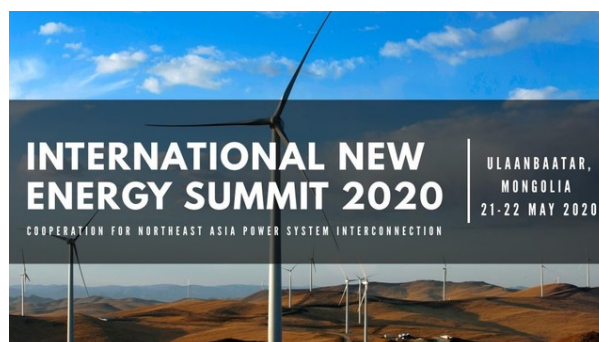 INTERNATIONAL NEW
ENERGY SUMMIT 2020
COOPERATION FOR NORTHEAST ASIA POWER SYSTEM INTERCONNECTION
ULAANBAATAR,
MONGOLIA
21-22 MAY 2020